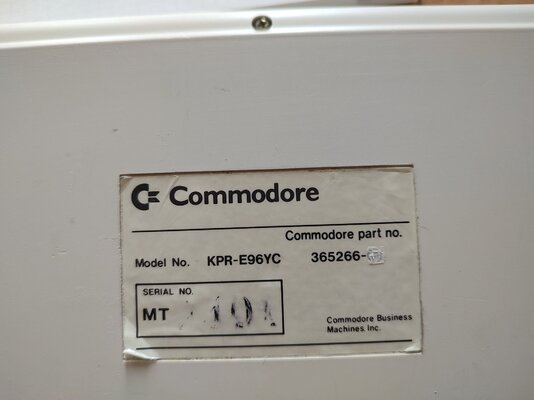 Commodore
Commodore part no.
Model No. KPR-E96YC 365266-
SERIAL NO.
MT
Commodore Business
Machines, Inc.